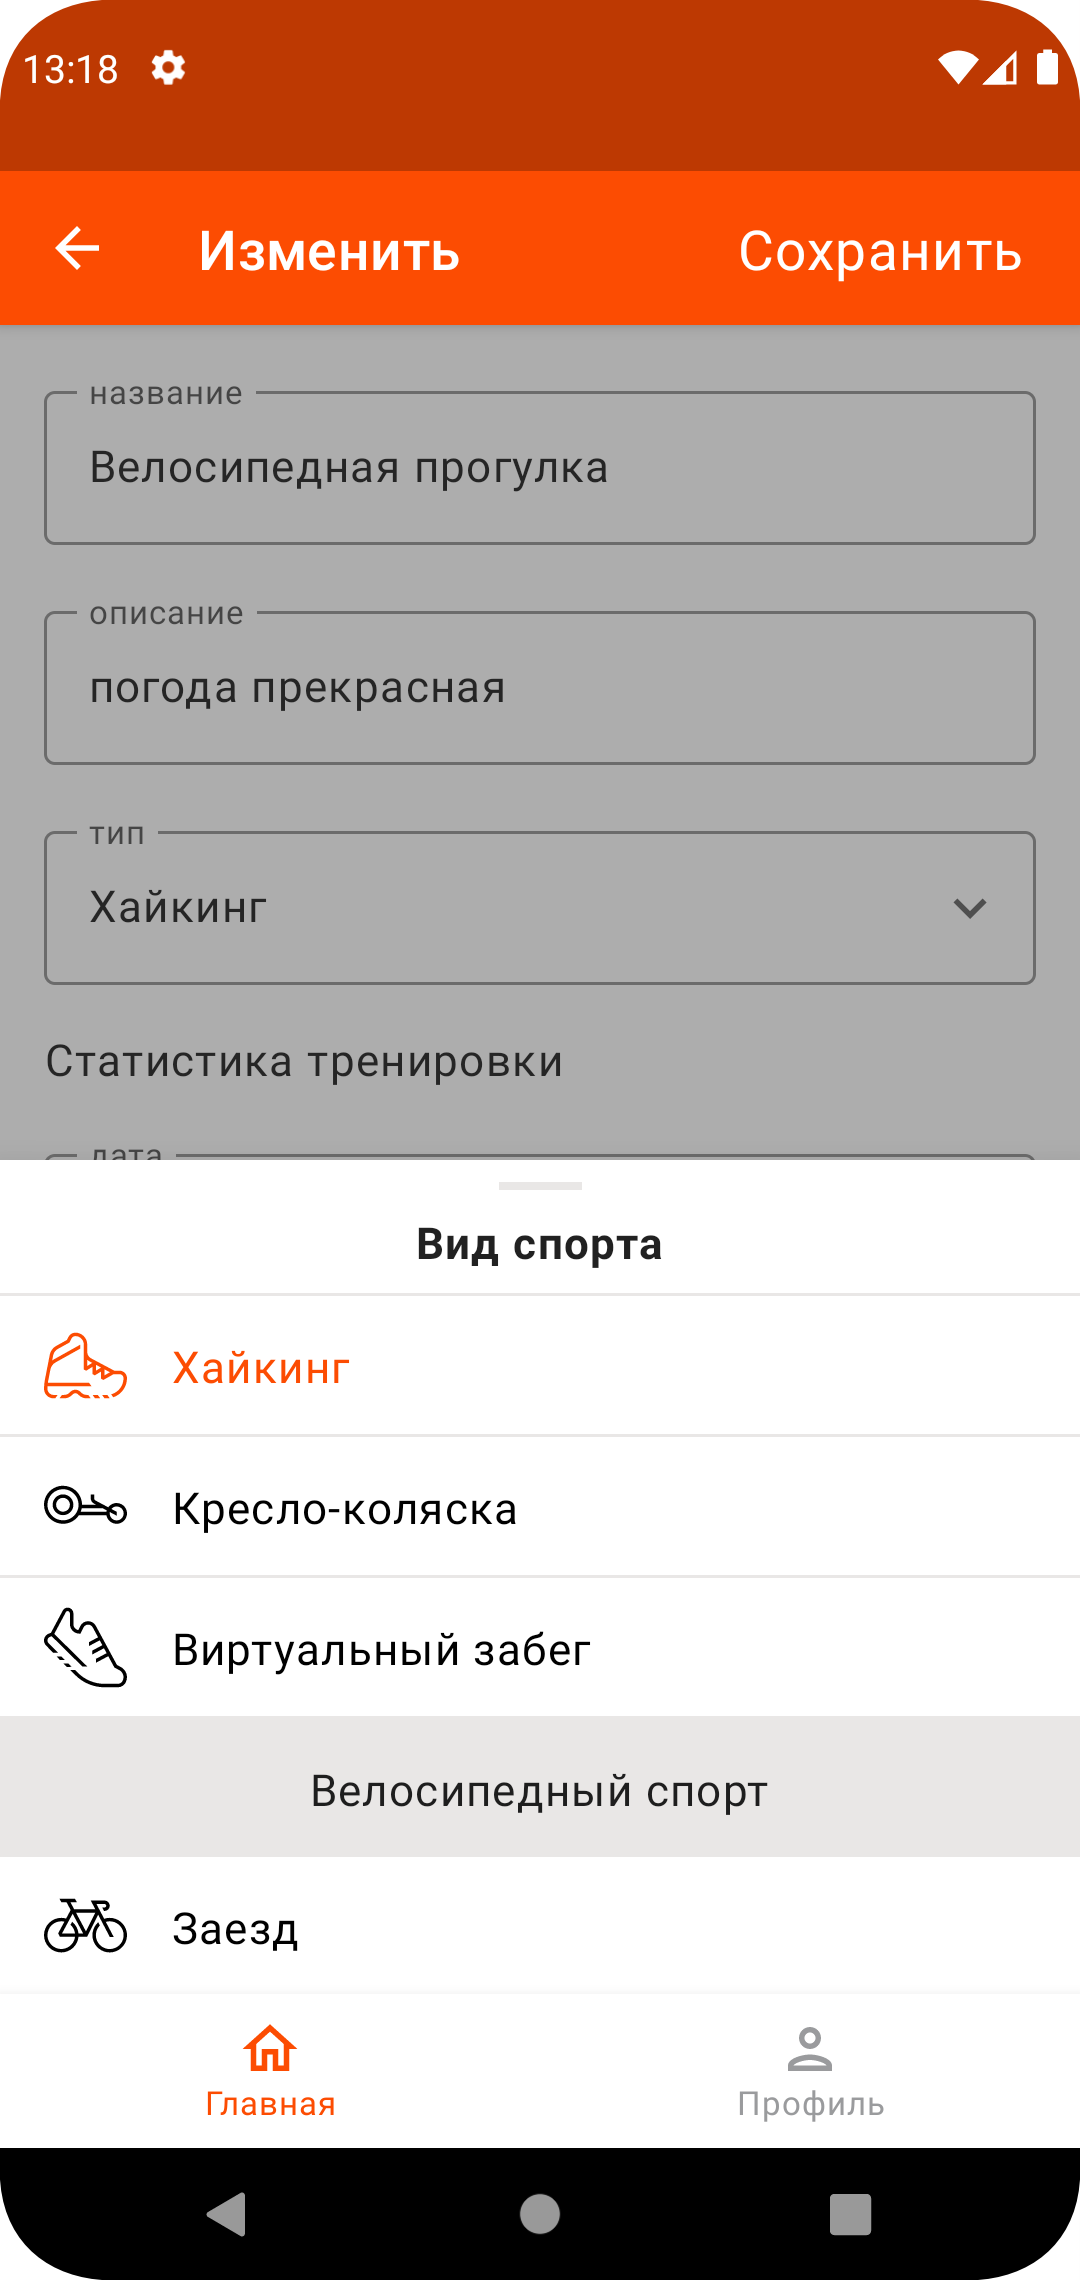 13:18
Изменить
Сохранить
название
Велосипедная прогулка
описание
погода прекрасная
тип
Хайкинг
Статистика тренировки
дата
Вид спорта
Хайкинг
Кресло-коляска
Виртуальный забег
Велосипедный спорт
Заезд
Главная
Профиль